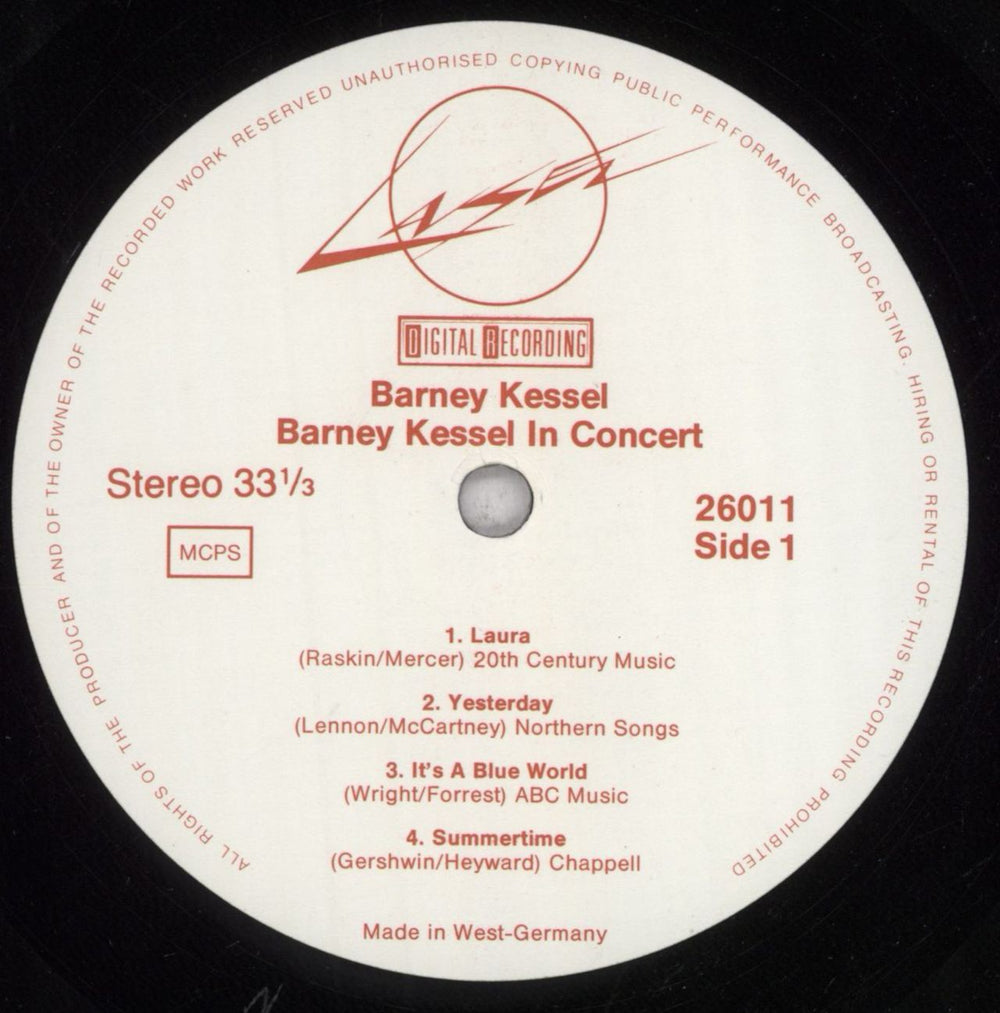 ALL RIGHTS OF THE PRODUCER AND OF THE OWNER OF THE RECORDED WORK RESERVED UNAUTHORISED COPYING PUBLIC PERFORMANCE BROADCASTING. HIRING OR RENTAL OF THIS RECORDING PROHIBITED
LASER
DIGITAL RECORDING
Barney Kessel
Barney Kessel In Concert
Stereo 33⅓
MCPS
26011
Side 1
1. Laura
(Raskin/Mercer) 20th Century Music
2. Yesterday
(Lennon/McCartney) Northern Songs
3. It's A Blue World
(Wright/Forrest) ABC Music
4. Summertime
(Gershwin/Heyward) Chappell
Made in West-Germany